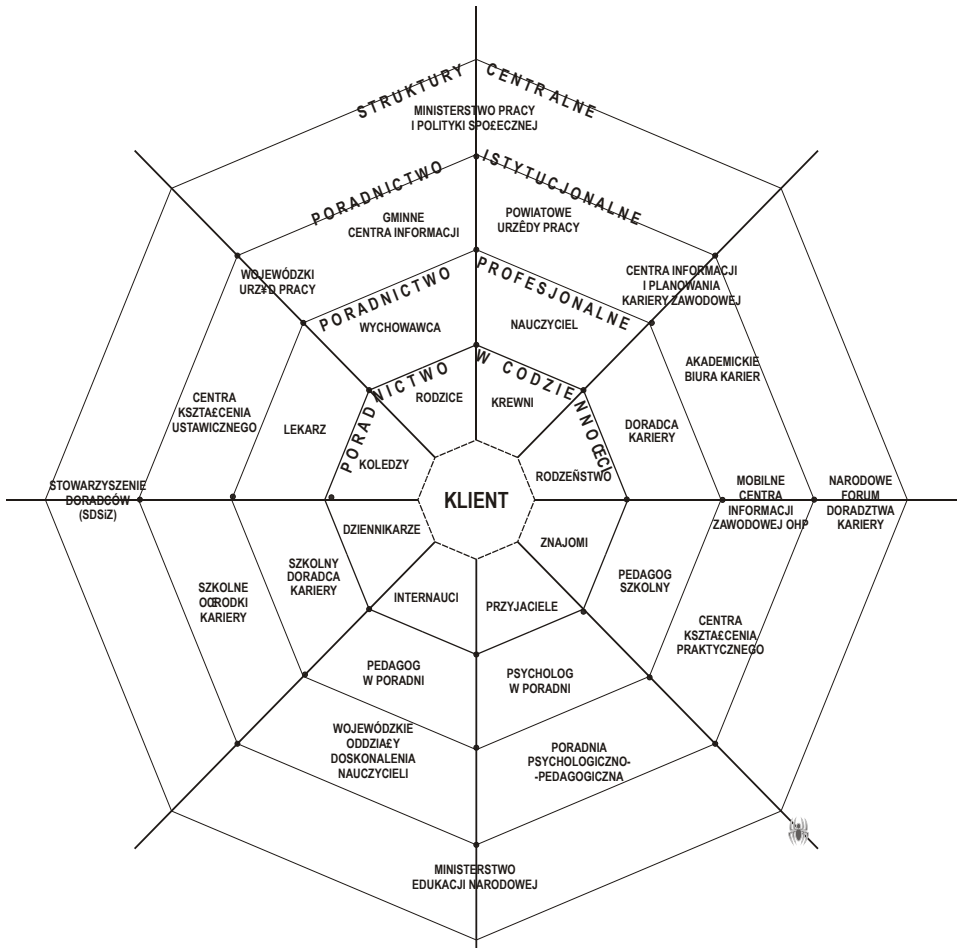 STRUKTURY CENTRALNE
MINISTERSTWO PRACY
I POLITYKI SPO£ECZNEJ
PORADNICTWO ISTYTUCJONALNE
GMINNE
CENTRA INFORMACJI
POWIATOWE
URZÊDY PRACY
WOJEWÓDZKI
URZ¥D PRACY
CENTRA INFORMACJI
I PLANOWANIA
KARIERY ZAWODOWEJ
PORADNICTWO PROFESJONALNE
WYCHOWAWCA
NAUCZYCIEL
AKADEMICKIE
BIURA KARIER
PORADNICTWO W CODZIENNOŒCI
RODZICE
KREWNI
CENTRA
KSZTA£CENIA
USTAWICZNEGO
LEKARZ
KOLEDZY
RODZEÑSTWO
DORADCA
KARIERY
STOWARZYSZENIE
DORADCÓW
(SDSiZ)
KLIENT
MOBILNE
CENTRA
INFORMACJI
ZAWODOWEJ OHP
NARODOWE
FORUM
DORADZTWA
KARIERY
DZIENNIKARZE
ZNAJOMI
SZKOLNE
OŒRODKI
KARIERY
SZKOLNY
DORADCA
KARIERY
INTERNAUCI
PRZYJACIELE
PEDAGOG
SZKOLNY
CENTRA
KSZTA£CENIA
PRAKTYCZNEGO
PEDAGOG
W PORADNI
PSYCHOLOG
W PORADNI
WOJEWÓDZKIE
ODDZIA£Y
DOSKONALENIA
NAUCZYCIELI
PORADNIA
PSYCHOLOGICZNO-
-PEDAGOGICZNA
MINISTERSTWO
EDUKACJI NARODOWEJ